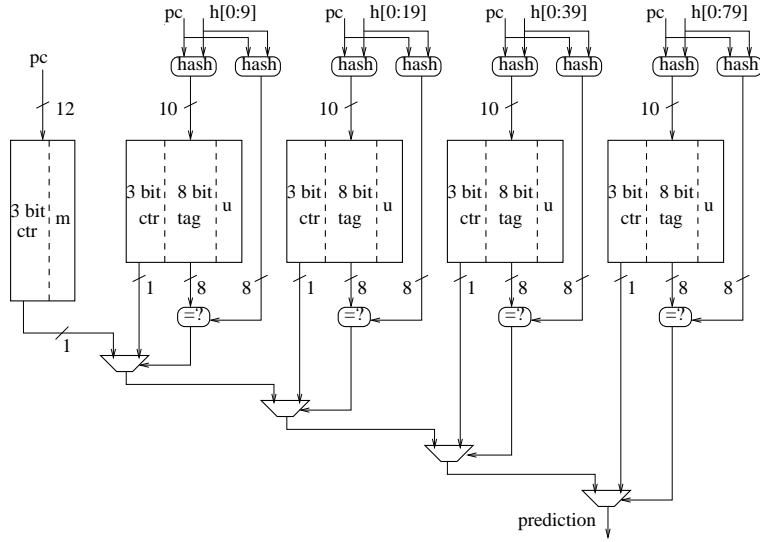 pc h[0:9] pc h[0:19] pc h[0:39] pc h[0:79]
hash hash hash hash hash hash hash hash
pc
12 10 10 10 10
3 bit ctr m
3 bit ctr 8 bit tag u
3 bit ctr 8 bit tag u
3 bit ctr 8 bit tag u
3 bit ctr 8 bit tag u
1 8 8 1 8 8 1 8 8 1 8 8
=? =? =? =?
1
prediction